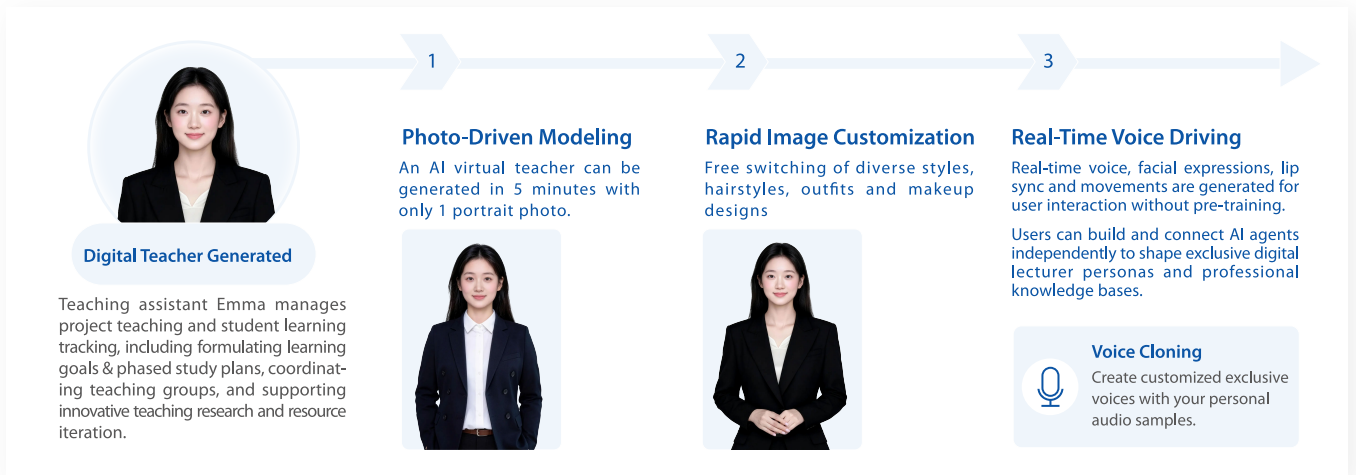 1
2
3
Digital Teacher Generated
Teaching assistant Emma manages
project teaching and student learning
tracking, including formulating learning
goals & phased study plans, coordinat-
ing teaching groups, and supporting
innovative teaching research and resource
iteration.
Photo-Driven Modeling
An AI virtual teacher can be
generated in 5 minutes with
only 1 portrait photo.
Rapid Image Customization
Free switching of diverse styles,
hairstyles, outfits and makeup
designs
Real-Time Voice Driving
Real-time voice, facial expressions, lip
sync and movements are generated for
user interaction without pre-training.
Users can build and connect AI agents
independently to shape exclusive digital
lecturer personas and professional
knowledge bases.
Voice Cloning
Create customized exclusive
voices with your personal
audio samples.